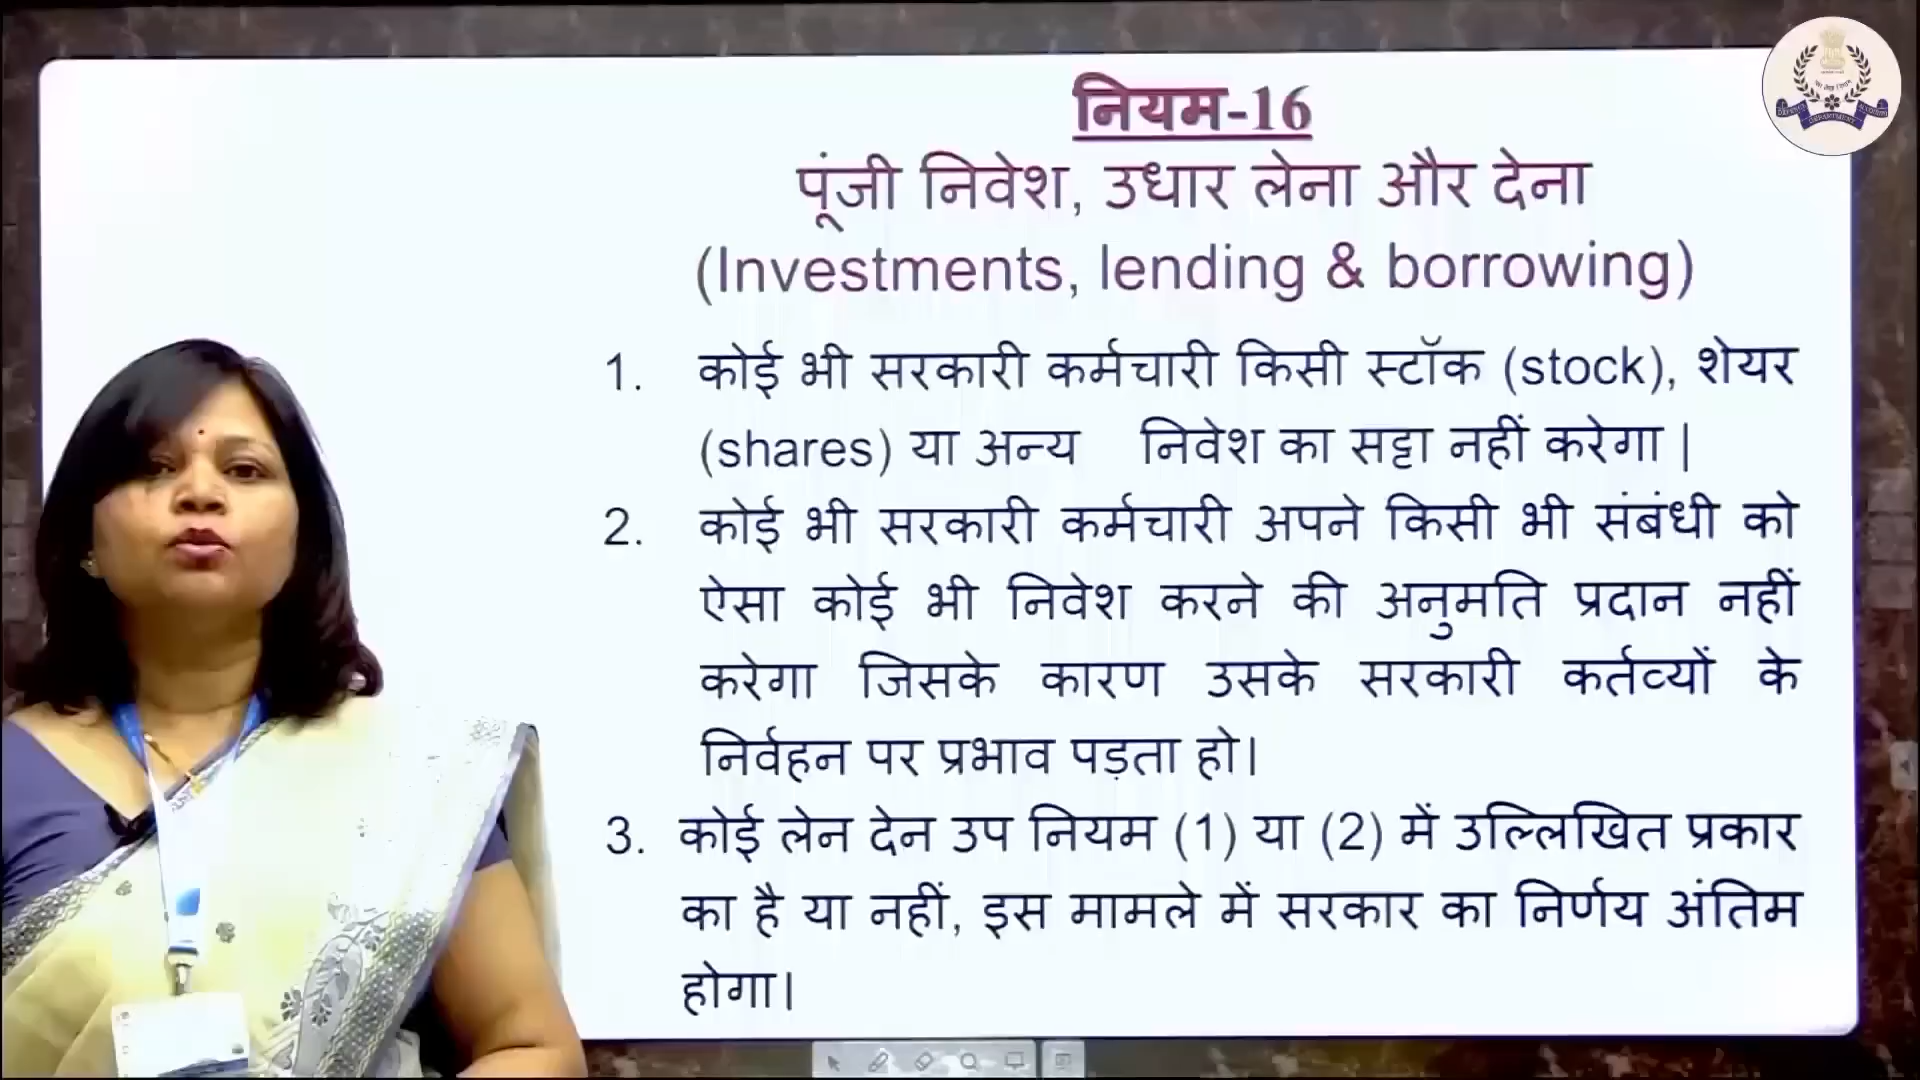 नियम-16
पूंजी निवेश, उधार लेना और देना
(Investments, lending & borrowing)
1. कोई भी सरकारी कर्मचारी किसी स्टॉक (stock), शेयर
(shares) या अन्य निवेश का सट्टा नहीं करेगा |
2. कोई भी सरकारी कर्मचारी अपने किसी भी संबंधी को
ऐसा कोई भी निवेश करने की अनुमति प्रदान नहीं
करेगा जिसके कारण उसके सरकारी कर्तव्यों के
निर्वहन पर प्रभाव पड़ता हो।
3. कोई लेन देन उप नियम (1) या (2) में उल्लिखित प्रकार
का है या नहीं, इस मामले में सरकार का निर्णय अंतिम
होगा।